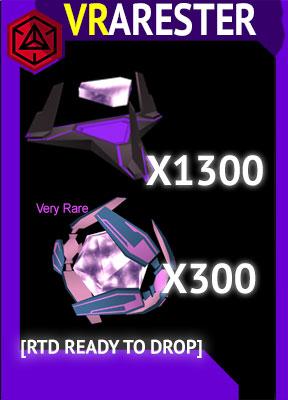 VRARESTER
X1300
Very Rare
X300
[RTD READY TO DROP]